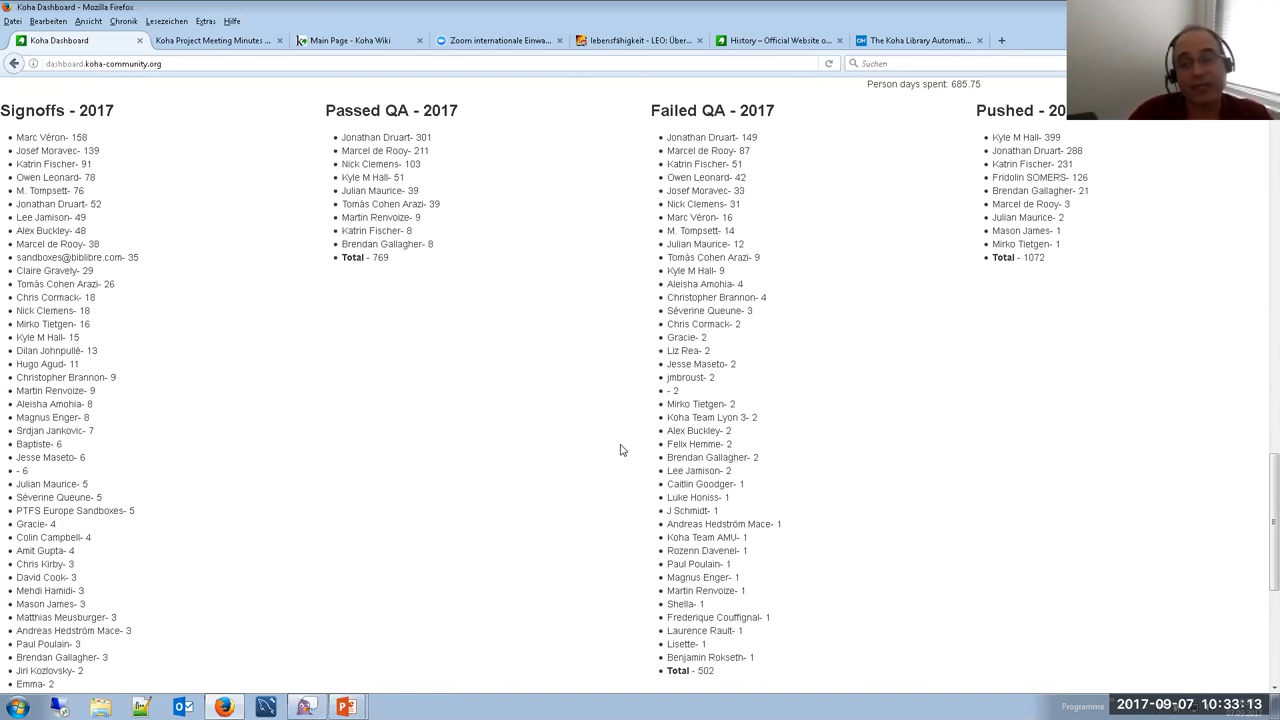 Koha Dashboard - Mozilla Firefox
Datei Bearbeiten Ansicht Chronik Lesezeichen Extras Hilfe
Koha Dashboard × Koha Project Meeting Minutes ... × Main Page - Koha Wiki × Zoom internationale Einwa... × lebensfähigkeit - LEO: Über... × History – Official Website o... × The Koha Library Automati... × +
dashboard.koha-community.org
Suchen
Person days spent: 685.75
Signoffs - 2017
Marc Véron- 158
Josef Moravec- 139
Katrin Fischer- 91
Owen Leonard- 78
M. Tompsett- 76
Jonathan Druart- 52
Lee Jamison- 49
Alex Buckley- 48
Marcel de Rooy- 38
sandboxes@biblibre.com- 35
Claire Gravely- 29
Tomás Cohen Arazi- 26
Chris Cormack- 18
Nick Clemens- 18
Mirko Tietgen- 16
Kyle M Hall- 15
Dilan Johnpullé- 13
Hugo Agud- 11
Christopher Brannon- 9
Martin Renvoize- 9
Aleisha Amohia- 8
Magnus Enger- 8
Srdjan Jankovic- 7
Baptiste- 6
Jesse Maseto- 6
- 6
Julian Maurice- 5
Séverine Queune- 5
PTFS Europe Sandboxes- 5
Gracie- 4
Colin Campbell- 4
Amit Gupta- 4
Chris Kirby- 3
David Cook- 3
Mehdi Hamidi- 3
Mason James- 3
Matthias Meusburger- 3
Andreas Hedström Mace- 3
Paul Poulain- 3
Brendan Gallagher- 3
Jiri Kozlovsky- 2
Emma- 2
Passed QA - 2017
Jonathan Druart- 301
Marcel de Rooy- 211
Nick Clemens- 103
Kyle M Hall- 51
Julian Maurice- 39
Tomás Cohen Arazi- 39
Martin Renvoize- 9
Katrin Fischer- 8
Brendan Gallagher- 8
Total - 769
Failed QA - 2017
Jonathan Druart- 149
Marcel de Rooy- 87
Katrin Fischer- 51
Owen Leonard- 42
Josef Moravec- 33
Nick Clemens- 31
Marc Véron- 16
M. Tompsett- 14
Julian Maurice- 12
Tomás Cohen Arazi- 9
Kyle M Hall- 9
Aleisha Amohia- 4
Christopher Brannon- 4
Séverine Queune- 3
Chris Cormack- 2
Gracie- 2
Liz Rea- 2
Jesse Maseto- 2
jmbroust- 2
- 2
Mirko Tietgen- 2
Koha Team Lyon 3- 2
Alex Buckley- 2
Felix Hemme- 2
Brendan Gallagher- 2
Lee Jamison- 2
Caitlin Goodger- 1
Luke Honiss- 1
J Schmidt- 1
Andreas Hedström Mace- 1
Koha Team AMU- 1
Rozenn Davenel- 1
Paul Poulain- 1
Magnus Enger- 1
Martin Renvoize- 1
Shella- 1
Frederique Couffignal- 1
Laurence Rault- 1
Lisette- 1
Benjamin Rokseth- 1
Total - 502
Pushed - 20
Kyle M Hall- 399
Jonathan Druart- 288
Katrin Fischer- 231
Fridolin SOMERS- 126
Brendan Gallagher- 21
Marcel de Rooy- 3
Julian Maurice- 2
Mason James- 1
Mirko Tietgen- 1
Total - 1072
Programme
2017-09-07 10:33:13